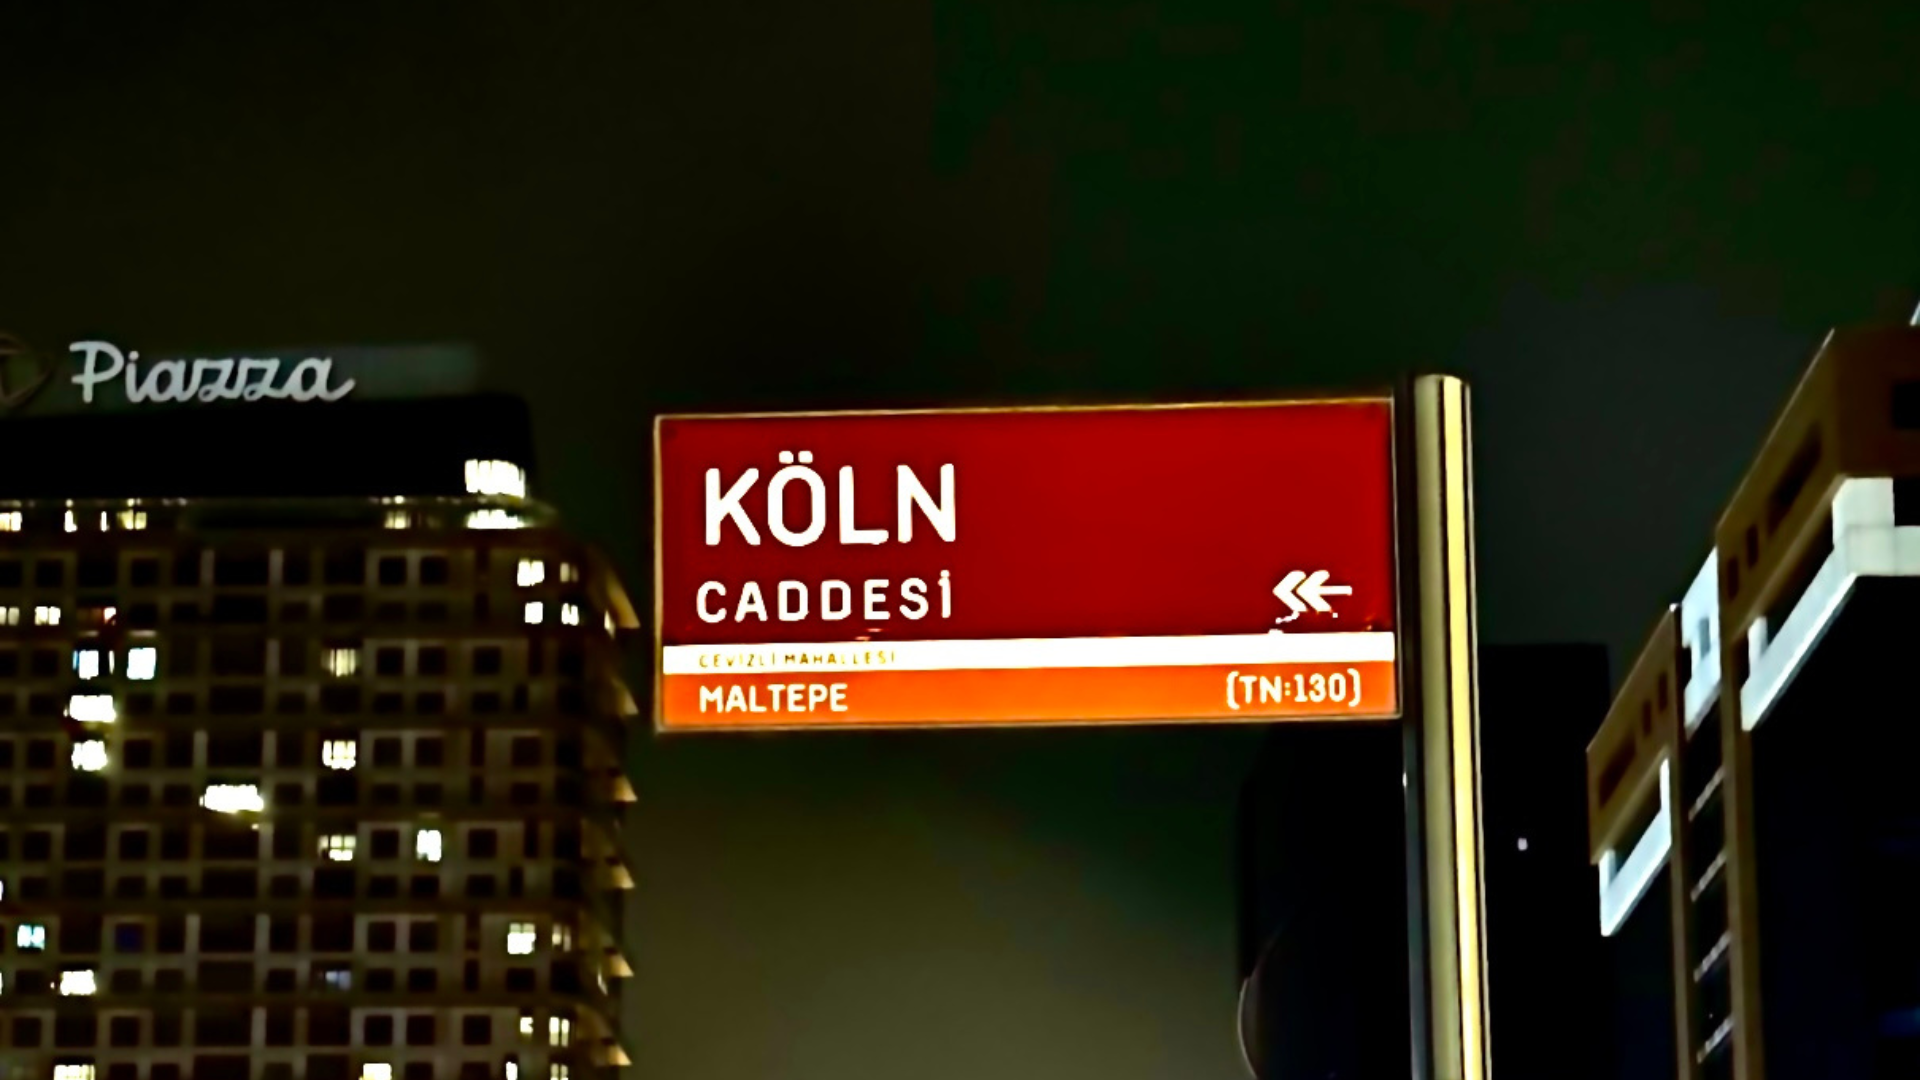 Piazza
KÖLN
CADDESİ
CEVİZLİ MAHALLESİ
MALTEPE
(TN:130)